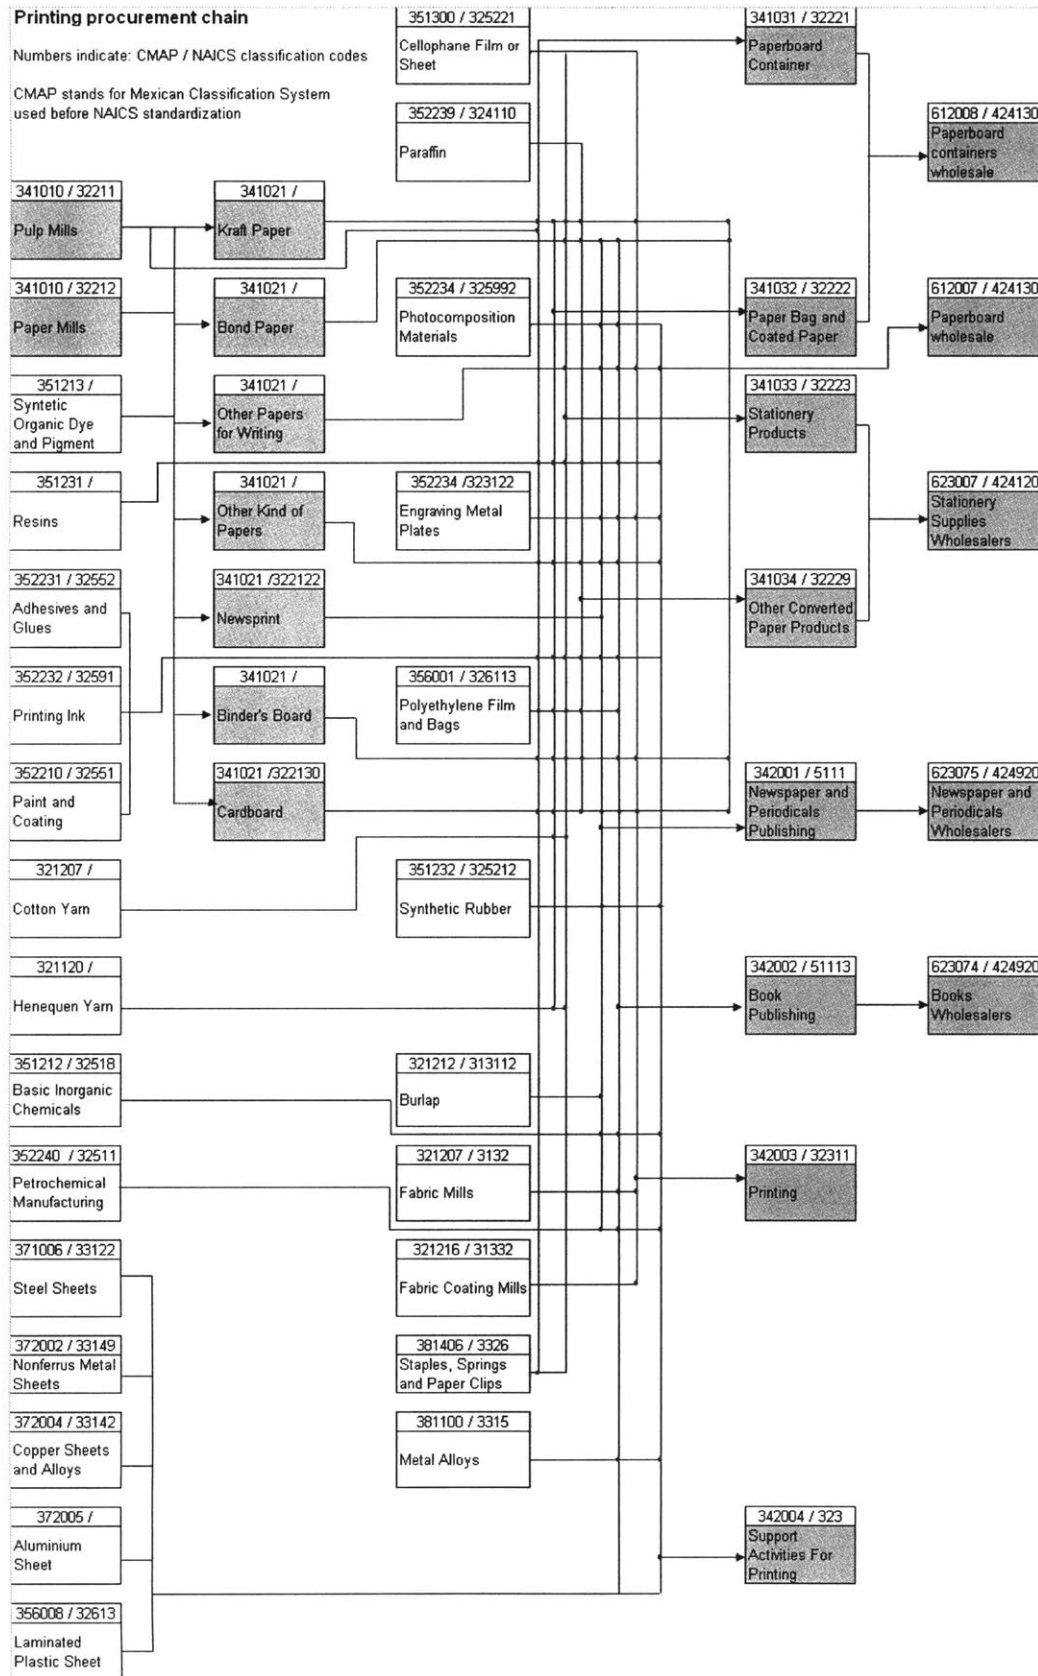 Printing procurement chain
Numbers indicate: CMAP / NAICS classification codes
CMAP stands for Mexican Classification System
used before NAICS standardization
341010 / 32211
Pulp Mills
341010 / 32212
Paper Mills
351213 /
Syntetic
Organic Dye
and Pigment
351231 /
Resins
352231 / 32552
Adhesives and
Glues
352232 / 32591
Printing Ink
352210 / 32551
Paint and
Coating
321207 /
Cotton Yarn
321120 /
Henequen Yarn
351212 / 32518
Basic Inorganic
Chemicals
352240 / 32511
Petrochemical
Manufacturing
371006 / 33122
Steel Sheets
372002 / 33149
Nonferrus Metal
Sheets
372004 / 33142
Copper Sheets
and Alloys
372005 /
Aluminium
Sheet
356008 / 32613
Laminated
Plastic Sheet
341021 /
Kraft Paper
341021 /
Bond Paper
341021 /
Other Papers
for Writing
341021 /
Other Kind of
Papers
341021 /322122
Newsprint
341021 /
Binder's Board
341021 /322130
Cardboard
351300 / 325221
Cellophane Film or
Sheet
352239 / 324110
Paraffin
352234 / 325992
Photocomposition
Materials
352234 /323122
Engraving Metal
Plates
356001 / 326113
Polyethylene Film
and Bags
351232 / 325212
Synthetic Rubber
321212 / 313112
Burlap
321207 / 3132
Fabric Mills
321216 / 31332
Fabric Coating Mills
381406 / 3326
Staples, Springs
and Paper Clips
381100 / 3315
Metal Alloys
341031 / 32221
Paperboard
Container
341032 / 32222
Paper Bag and
Coated Paper
341033 / 32223
Stationery
Products
341034 / 32229
Other Converted
Paper Products
342001 / 5111
Newspaper and
Periodicals
Publishing
342002 / 51113
Book
Publishing
342003 / 32311
Printing
342004 / 323
Support
Activities For
Printing
612008 / 424130
Paperboard
containers
wholesale
612007 / 424130
Paperboard
wholesale
623007 / 424120
Stationery
Supplies
Wholesalers
623075 / 424920
Newspaper and
Periodicals
Wholesalers
623074 / 424920
Books
Wholesalers